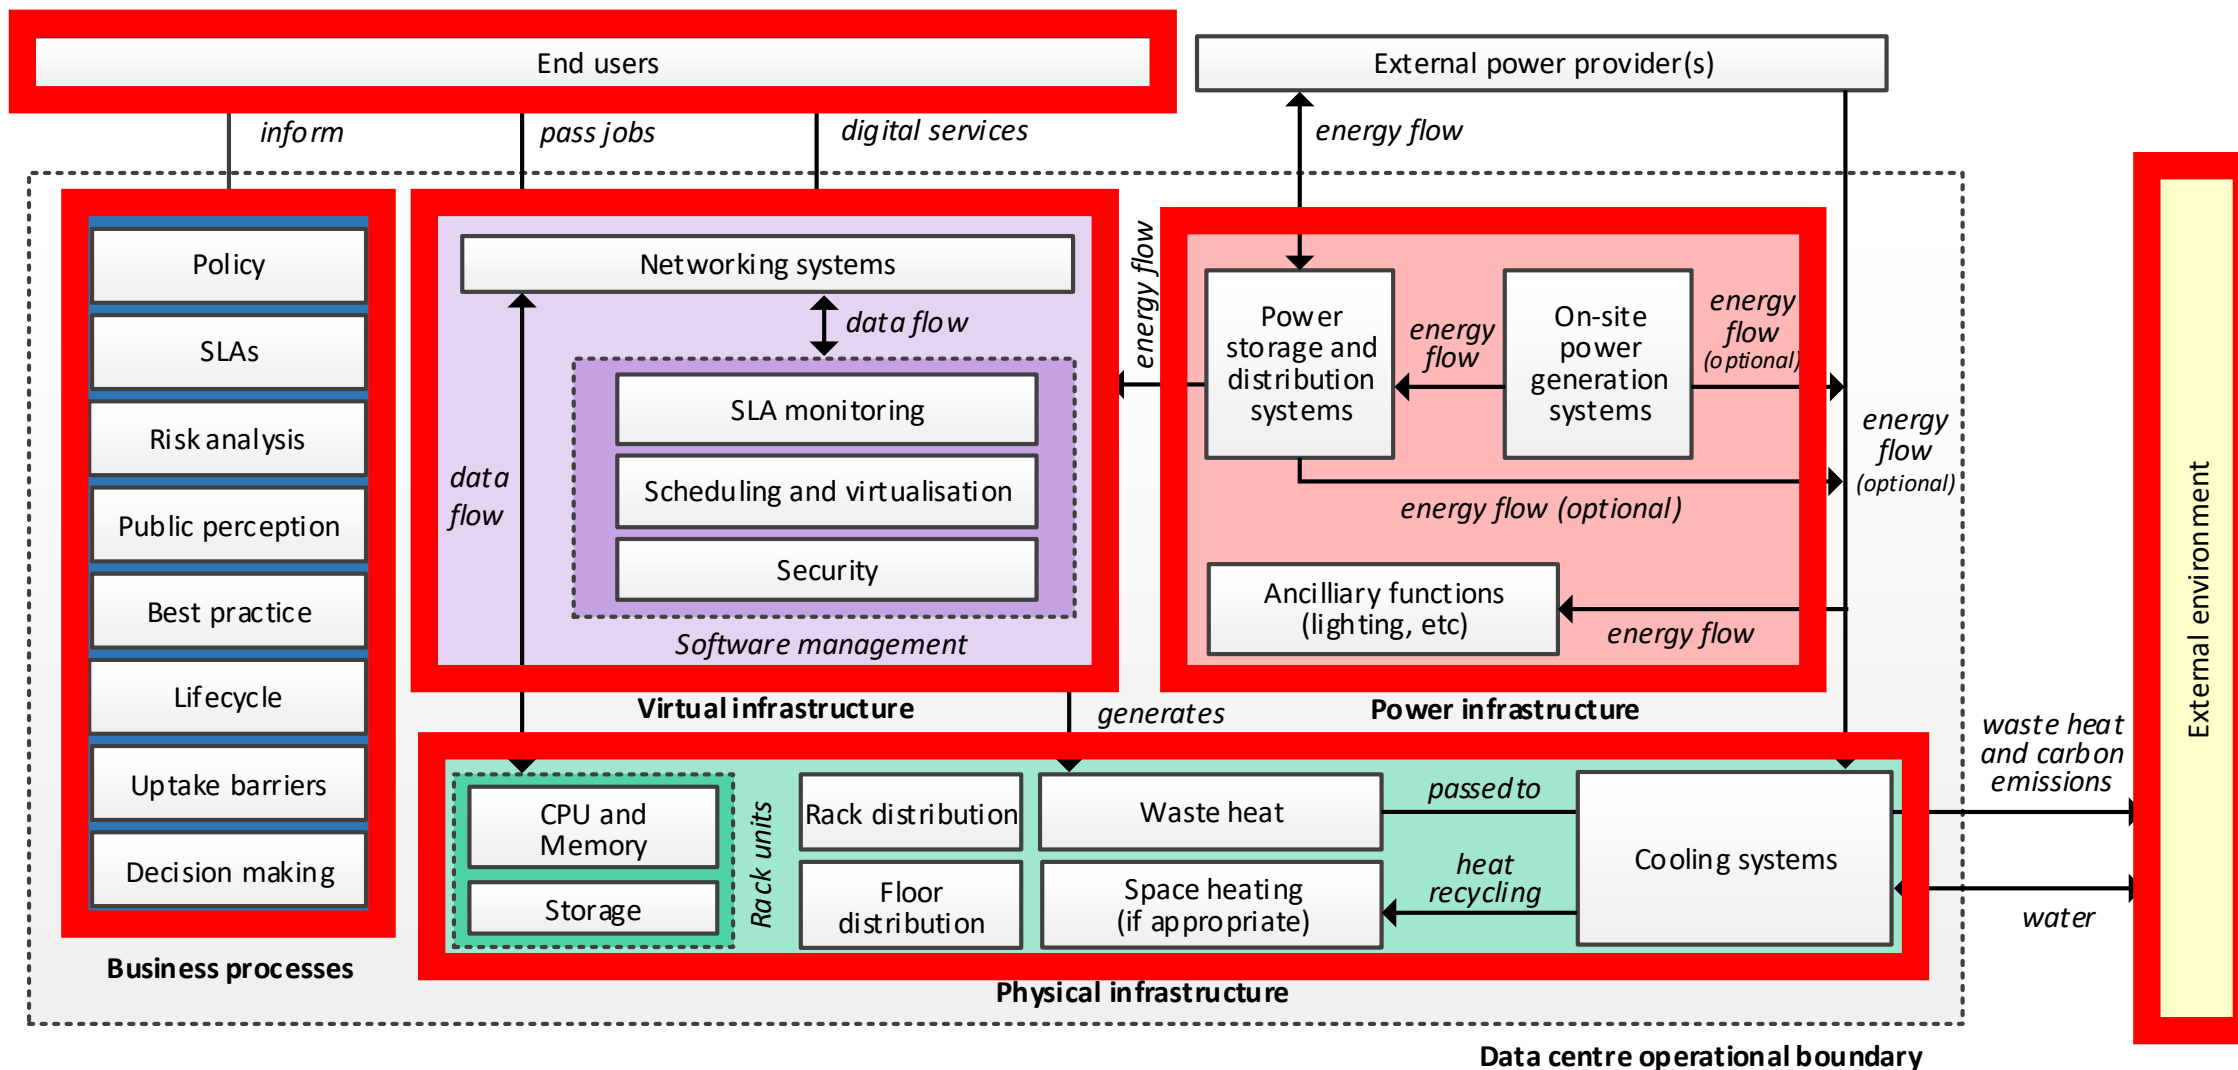 End users
External power provider(s)
inform
pass jobs
digital services
energy flow
Policy
SLAs
Risk analysis
Public perception
Best practice
Lifecycle
Uptake barriers
Decision making
Business processes
Networking systems
data flow
SLA monitoring
Scheduling and virtualisation
Security
Software management
data
flow
Virtual infrastructure
energy flow
Power
storage and
distribution
systems
energy
flow
On-site
power
generation
systems
energy
flow
(optional)
energy flow (optional)
energy
flow
(optional)
Ancilliary functions
(lighting, etc)
energy flow
Power infrastructure
generates
CPU and
Memory
Storage
Rack units
Rack distribution
Floor
distribution
Waste heat
Space heating
(if appropriate)
passed to
heat
recycling
Cooling systems
Physical infrastructure
waste heat
and carbon
emissions
water
External environment
Data centre operational boundary